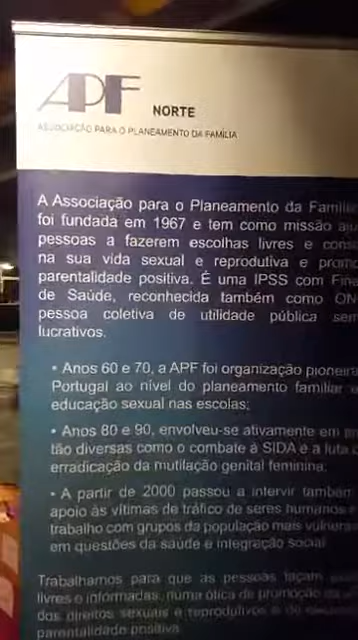 APF NORTE
ASSOCIAÇÃO PARA O PLANEAMENTO DA FAMÍLIA
A Associação para o Planeamento da Família
foi fundada em 1967 e tem como missão
pessoas a fazerem escolhas livres e
na sua vida sexual e reprodutiva e
parentalidade positiva. É uma IPSS com
de Saúde, reconhecida também como
pessoa coletiva de utilidade pública sem
lucrativos.
• Anos 60 e 70, a APF foi organização pioneira
Portugal ao nível do planeamento familiar e
educação sexual nas escolas;
• Anos 80 e 90, envolveu-se ativamente em
tão diversas como o combate à SIDA e a luta
erradicação da mutilação genital feminina;
• A partir de 2000 passou a intervir também
apoio às vítimas de tráfico de seres humanos e
trabalho com grupos da população mais
em questões da saúde e integração social.
Trabalhamos para que as pessoas façam
livres e informadas, numa ótica de promoção
dos direitos sexuais e reprodutivos e de
parentalidade positiva.